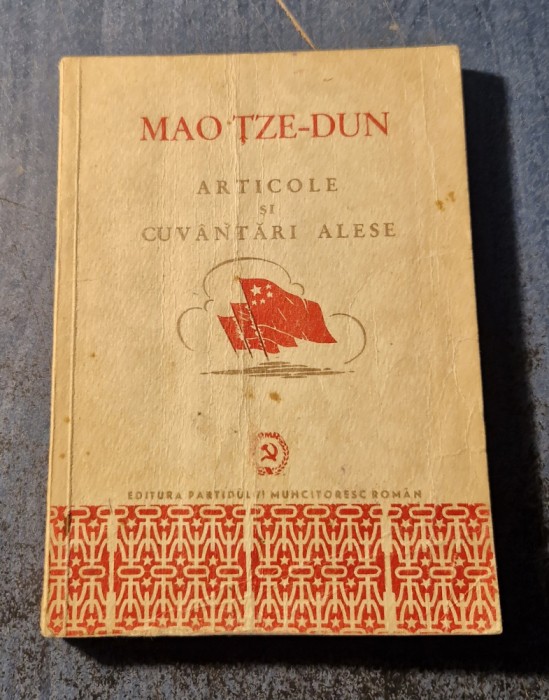 MAO ȚZE-DUN
ARTICOLE
ȘI
CUVÂNTĂRI ALESE
EDITURA PARTIDULUI MUNCITORESC ROMÂN